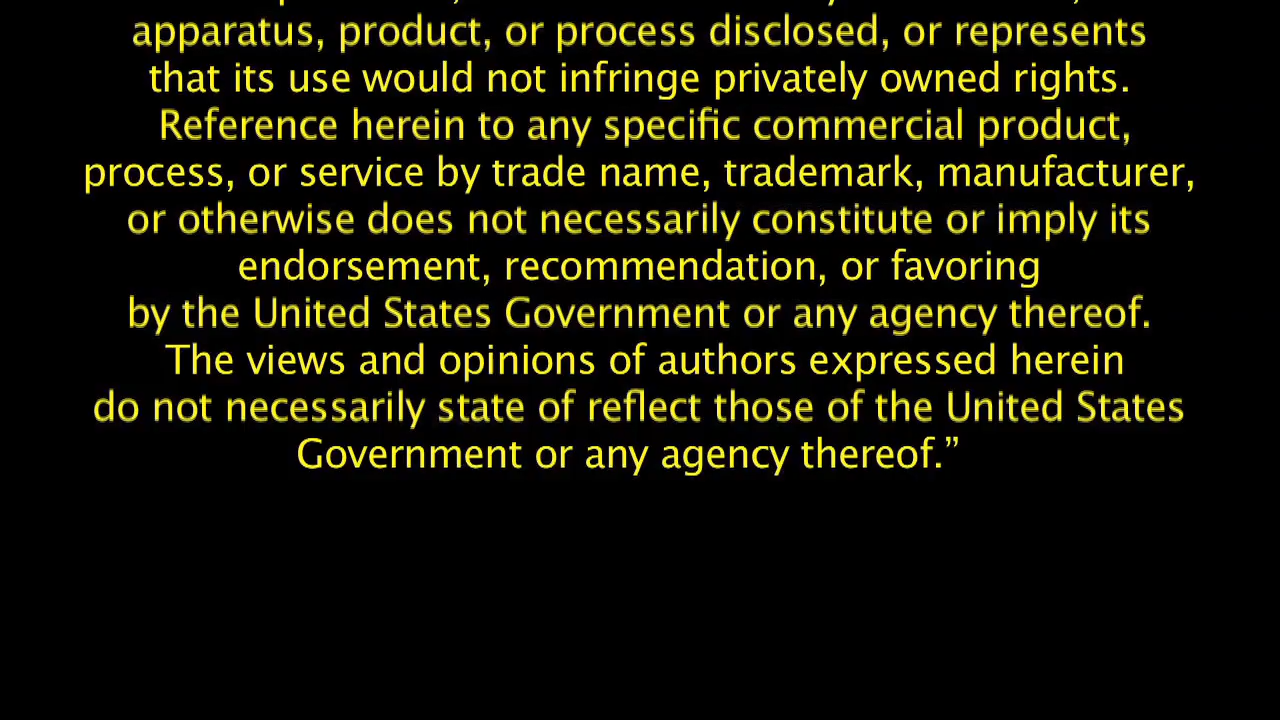 apparatus, product, or process disclosed, or represents
that its use would not infringe privately owned rights.
Reference herein to any specific commercial product,
process, or service by trade name, trademark, manufacturer,
or otherwise does not necessarily constitute or imply its
endorsement, recommendation, or favoring
by the United States Government or any agency thereof.
The views and opinions of authors expressed herein
do not necessarily state of reflect those of the United States
Government or any agency thereof.”